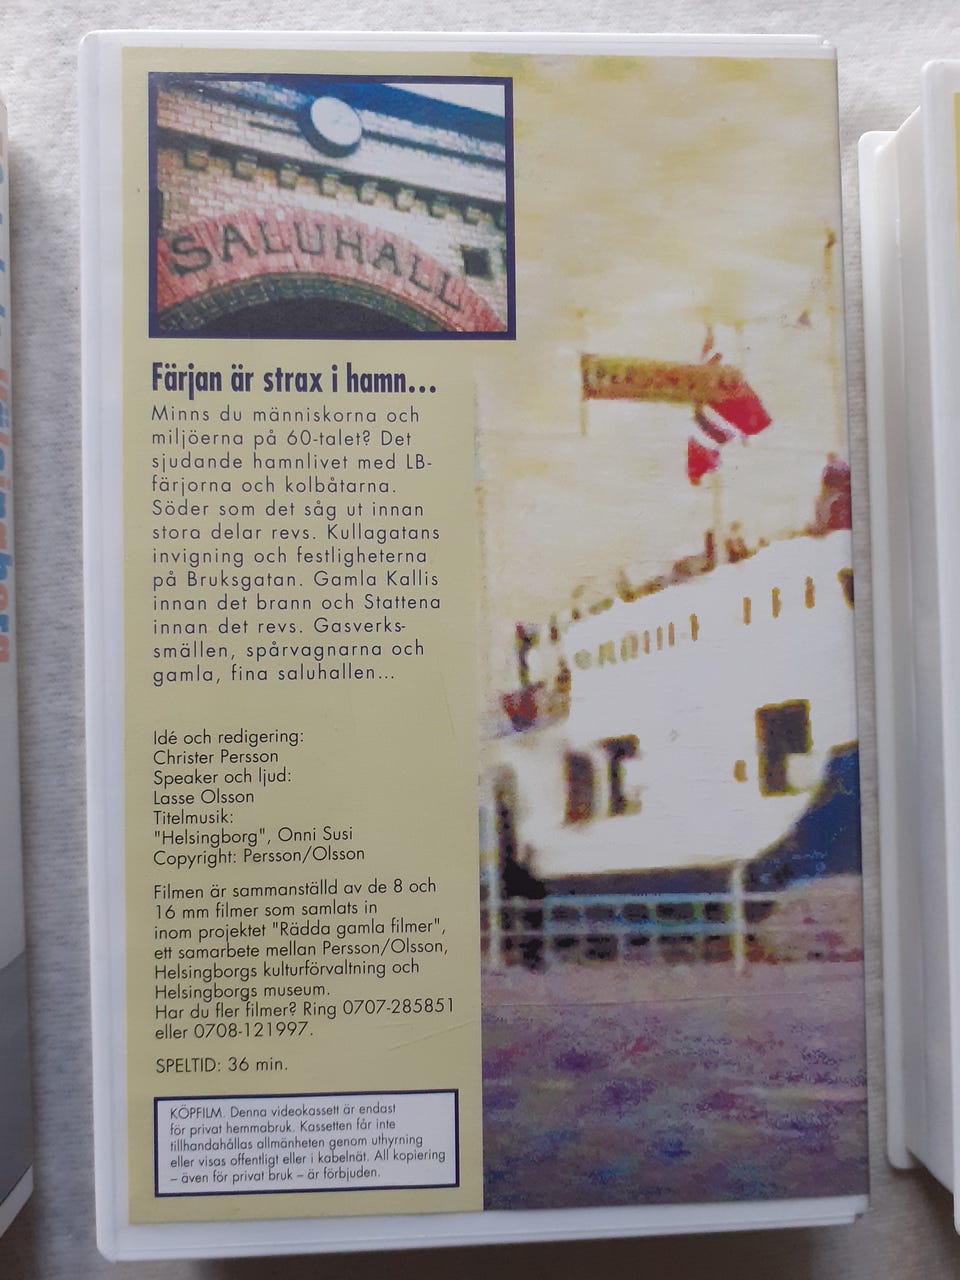 SALUHALL
Färjan är strax i hamn...
Minns du människorna och
miljöerna på 60-talet? Det
sjudande hamnlivet med LB-
färjorna och kolbåtarna.
Söder som det såg ut innan
stora delar revs. Kullagatans
invigning och festligheterna
på Bruksgatan. Gamla Kallis
innan det brann och Stattena
innan det revs. Gasverks-
smällen, spårvagnarna och
gamla, fina saluhallen...
Idé och redigering:
Christer Persson
Speaker och ljud:
Lasse Olsson
Titelmusik:
"Helsingborg", Onni Susi
Copyright: Persson/Olsson
Filmen är sammanställd av de 8 och
16 mm filmer som samlats in
inom projektet "Rädda gamla filmer",
ett samarbete mellan Persson/Olsson,
Helsingborgs kulturförvaltning och
Helsingborgs museum.
Har du fler filmer? Ring 0707-285851
eller 0708-121997.
SPELTID: 36 min.
KÖPFILM. Denna videokassett är endast
för privat hemmabruk. Kassetten får inte
tillhandahållas allmänheten genom uthyrning
eller visas offentligt eller i kabelnät. All kopiering
– även för privat bruk – är förbjuden.